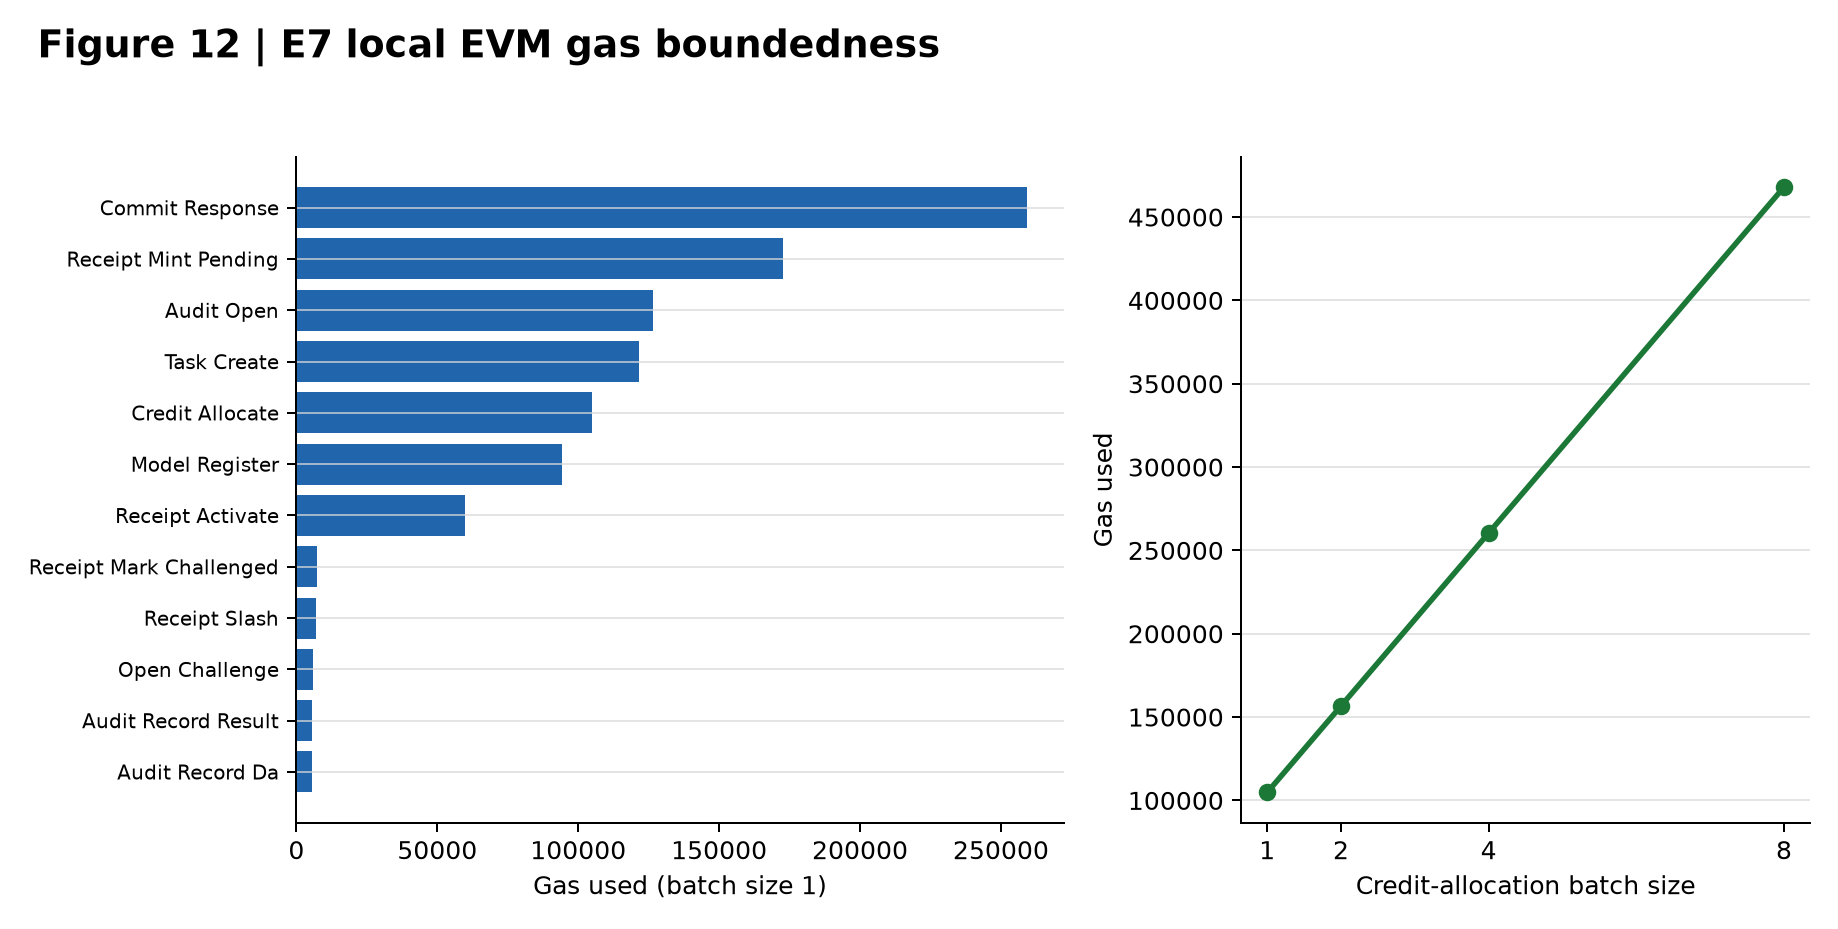 Figure 12 | E7 local EVM gas boundedness
Commit Response
Receipt Mint Pending
Audit Open
Task Create
Credit Allocate
Model Register
Receipt Activate
Receipt Mark Challenged
Receipt Slash
Open Challenge
Audit Record Result
Audit Record Da
0 50000 100000 150000 200000 250000
Gas used (batch size 1)
Gas used
450000
400000
350000
300000
250000
200000
150000
100000
1 2 4 8
Credit-allocation batch size